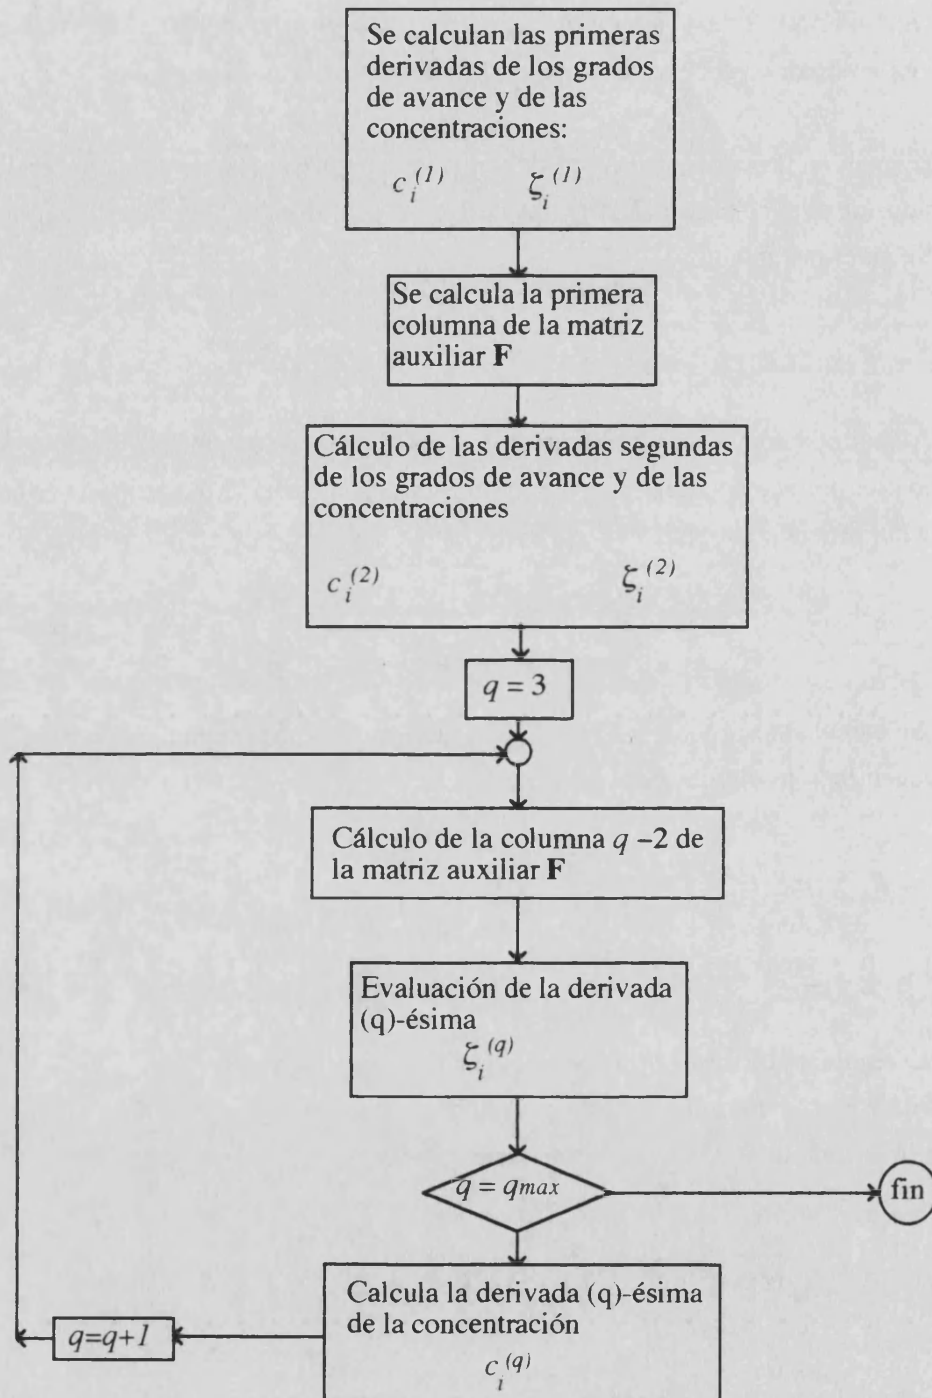 Se calculan las primeras
derivadas de los grados
de avance y de las
concentraciones:
c_i^(1) ζ_i^(1)
Se calcula la primera
columna de la matriz
auxiliar F
Cálculo de las derivadas segundas
de los grados de avance y de las
concentraciones
c_i^(2) ζ_i^(2)
q = 3
Cálculo de la columna q –2 de
la matriz auxiliar F
Evaluación de la derivada
(q)-ésima
ζ_i^(q)
q = qmax
fin
Calcula la derivada (q)-ésima
de la concentración
c_i^(q)
q=q+1